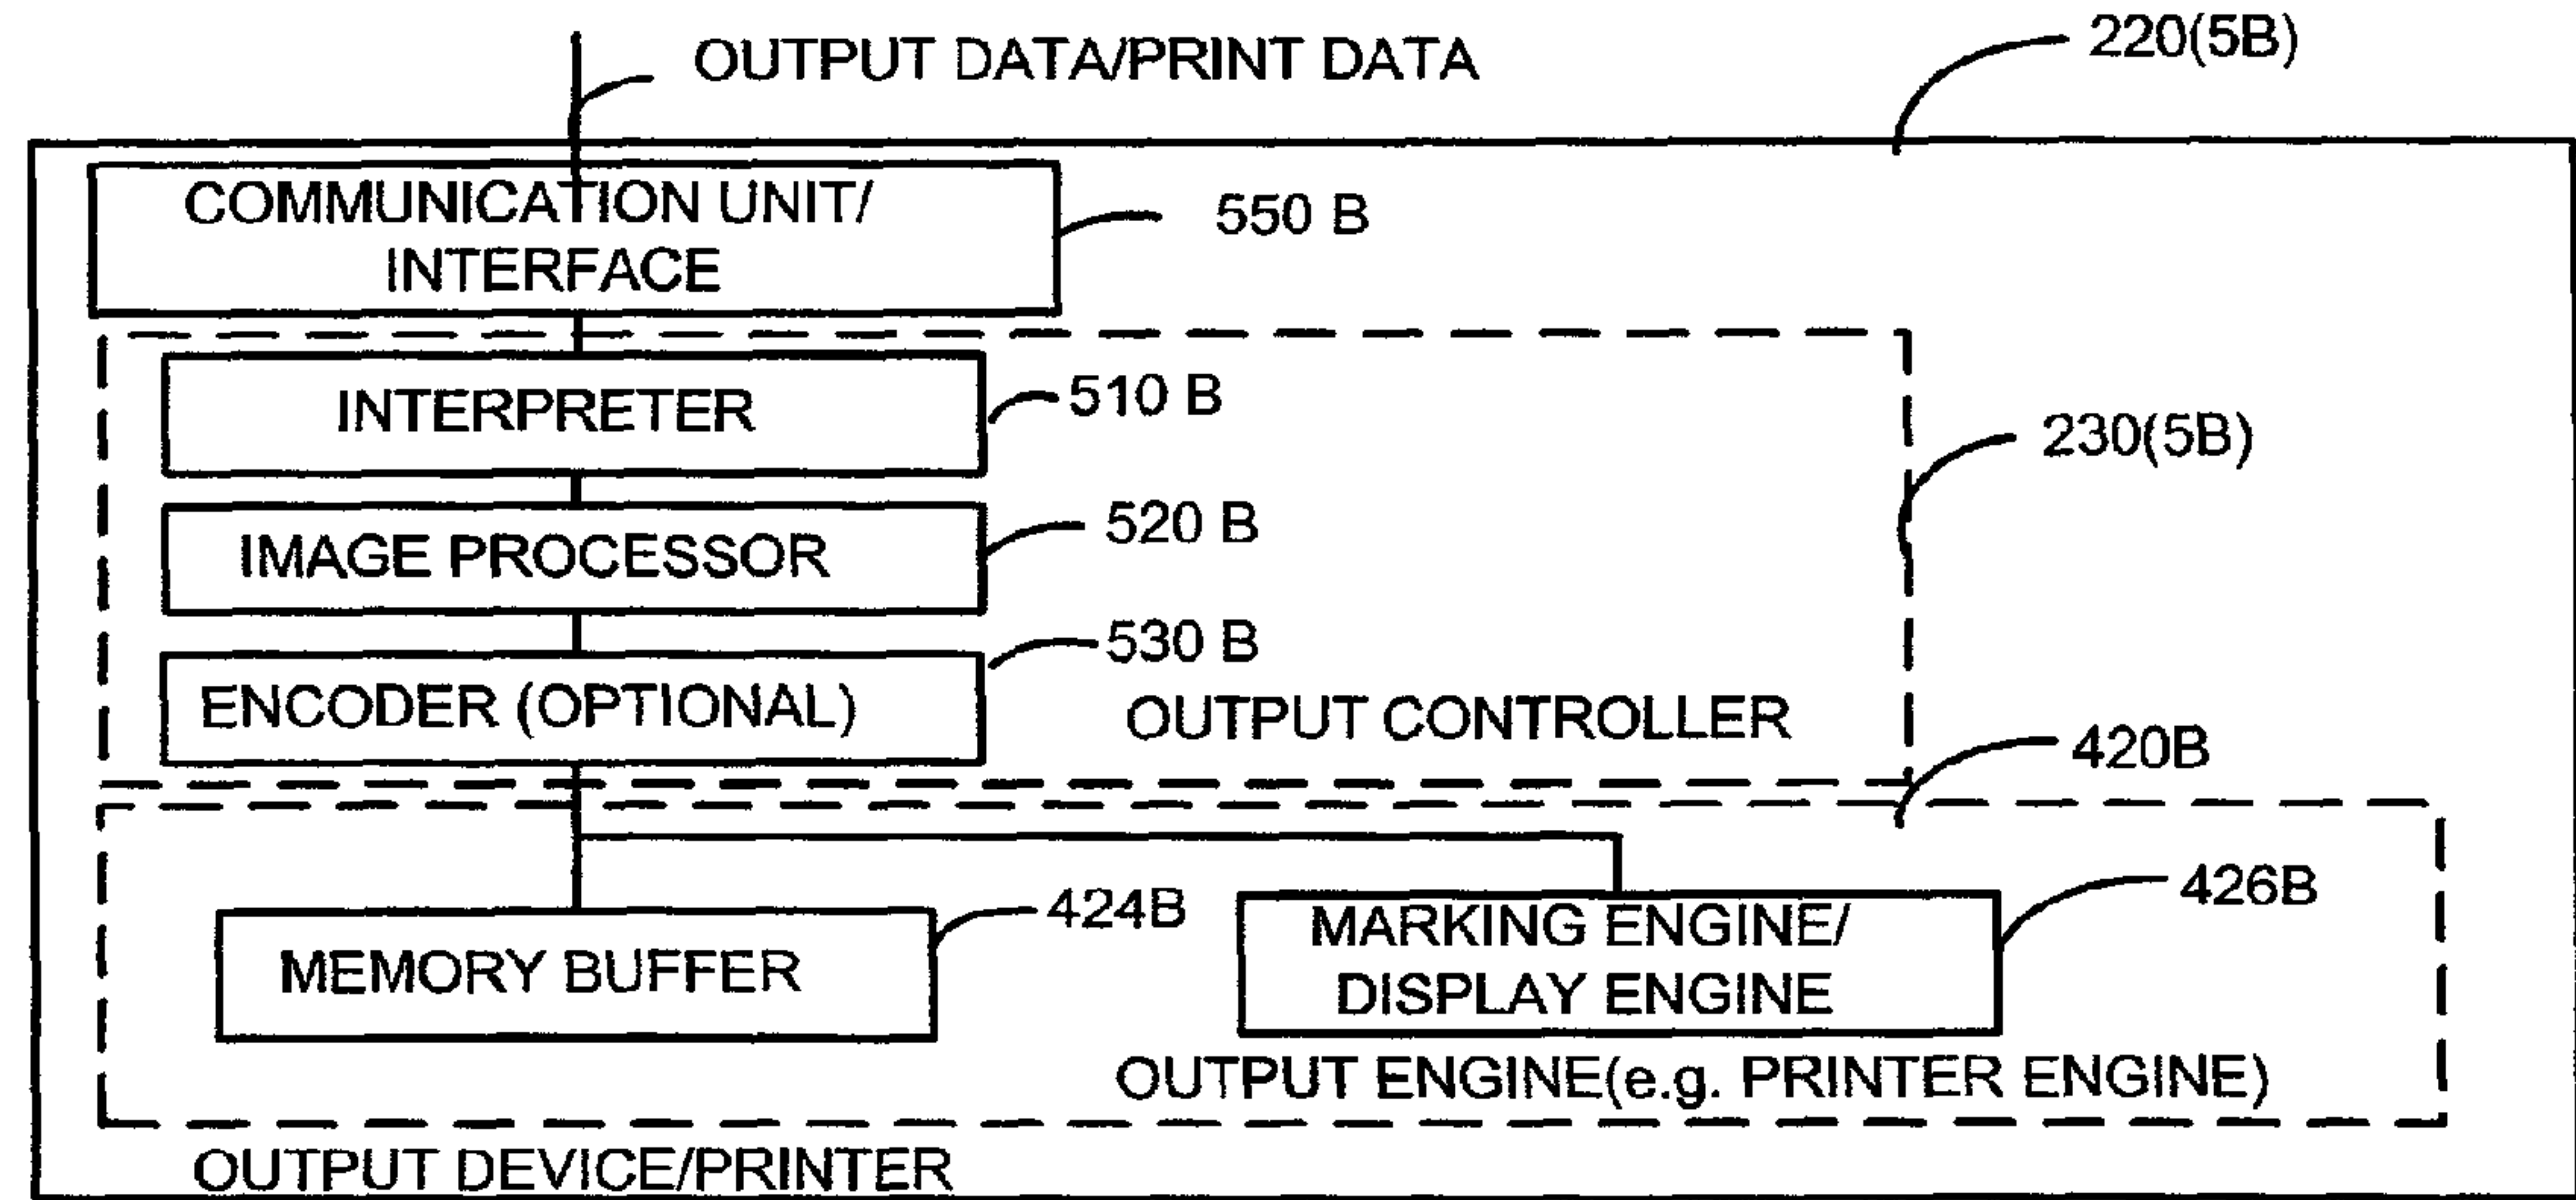 OUTPUT DATA/PRINT DATA
220(5B)
COMMUNICATION UNIT/
INTERFACE
550 B
INTERPRETER
510 B
230(5B)
IMAGE PROCESSOR
520 B
530 B
ENCODER (OPTIONAL)
OUTPUT CONTROLLER
420B
424B
426B
MEMORY BUFFER
MARKING ENGINE/
DISPLAY ENGINE
OUTPUT ENGINE(e.g. PRINTER ENGINE)
OUTPUT DEVICE/PRINTER